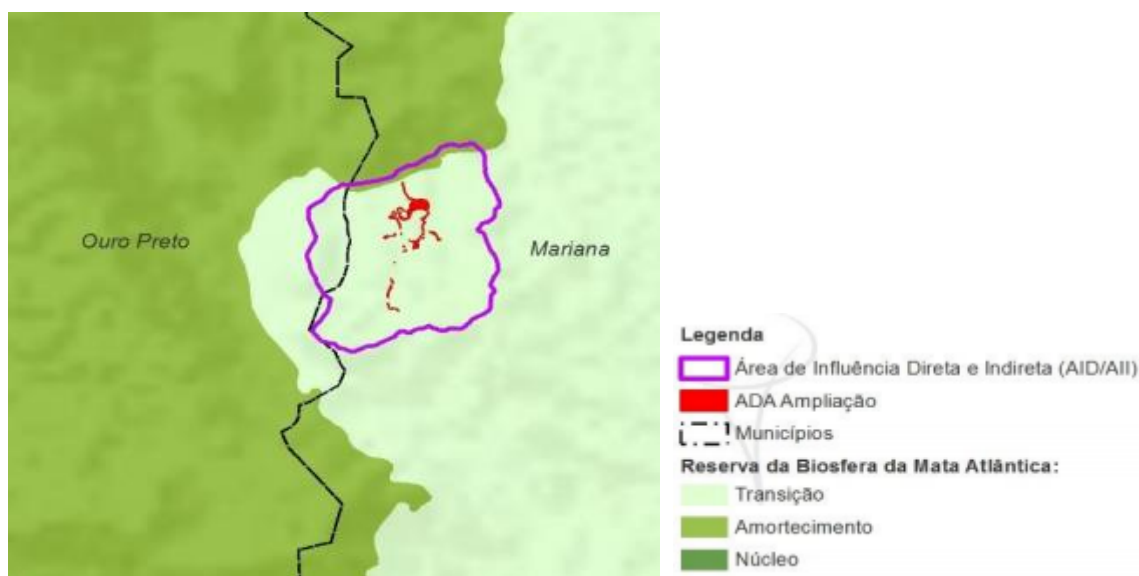 Ouro Preto
Mariana
Legenda
Área de Influência Direta e Indireta (AID/AII)
ADA Ampliação
Municípios
Reserva da Biosfera da Mata Atlântica:
Transição
Amortecimento
Núcleo